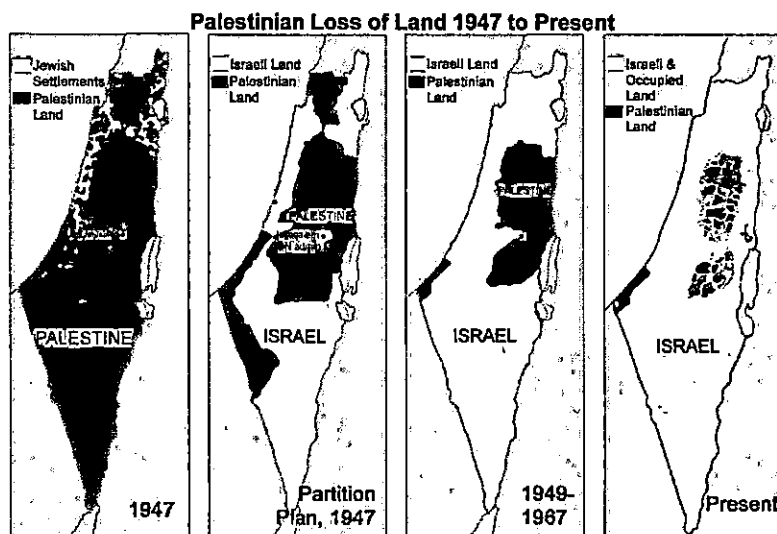 Palestinian Loss of Land 1947 to Present
Jewish
Settlements
Palestinian
Land
PALESTINE
1947
Israeli Land
Palestinian
Land
PALESTINE
Jerusalem
ISRAEL
Partition
Plan, 1947
Israeli Land
Palestinian
Land
PALESTINE
ISRAEL
1949-
1967
Israeli &
Occupied
Land
Palestinian
Land
ISRAEL
Present